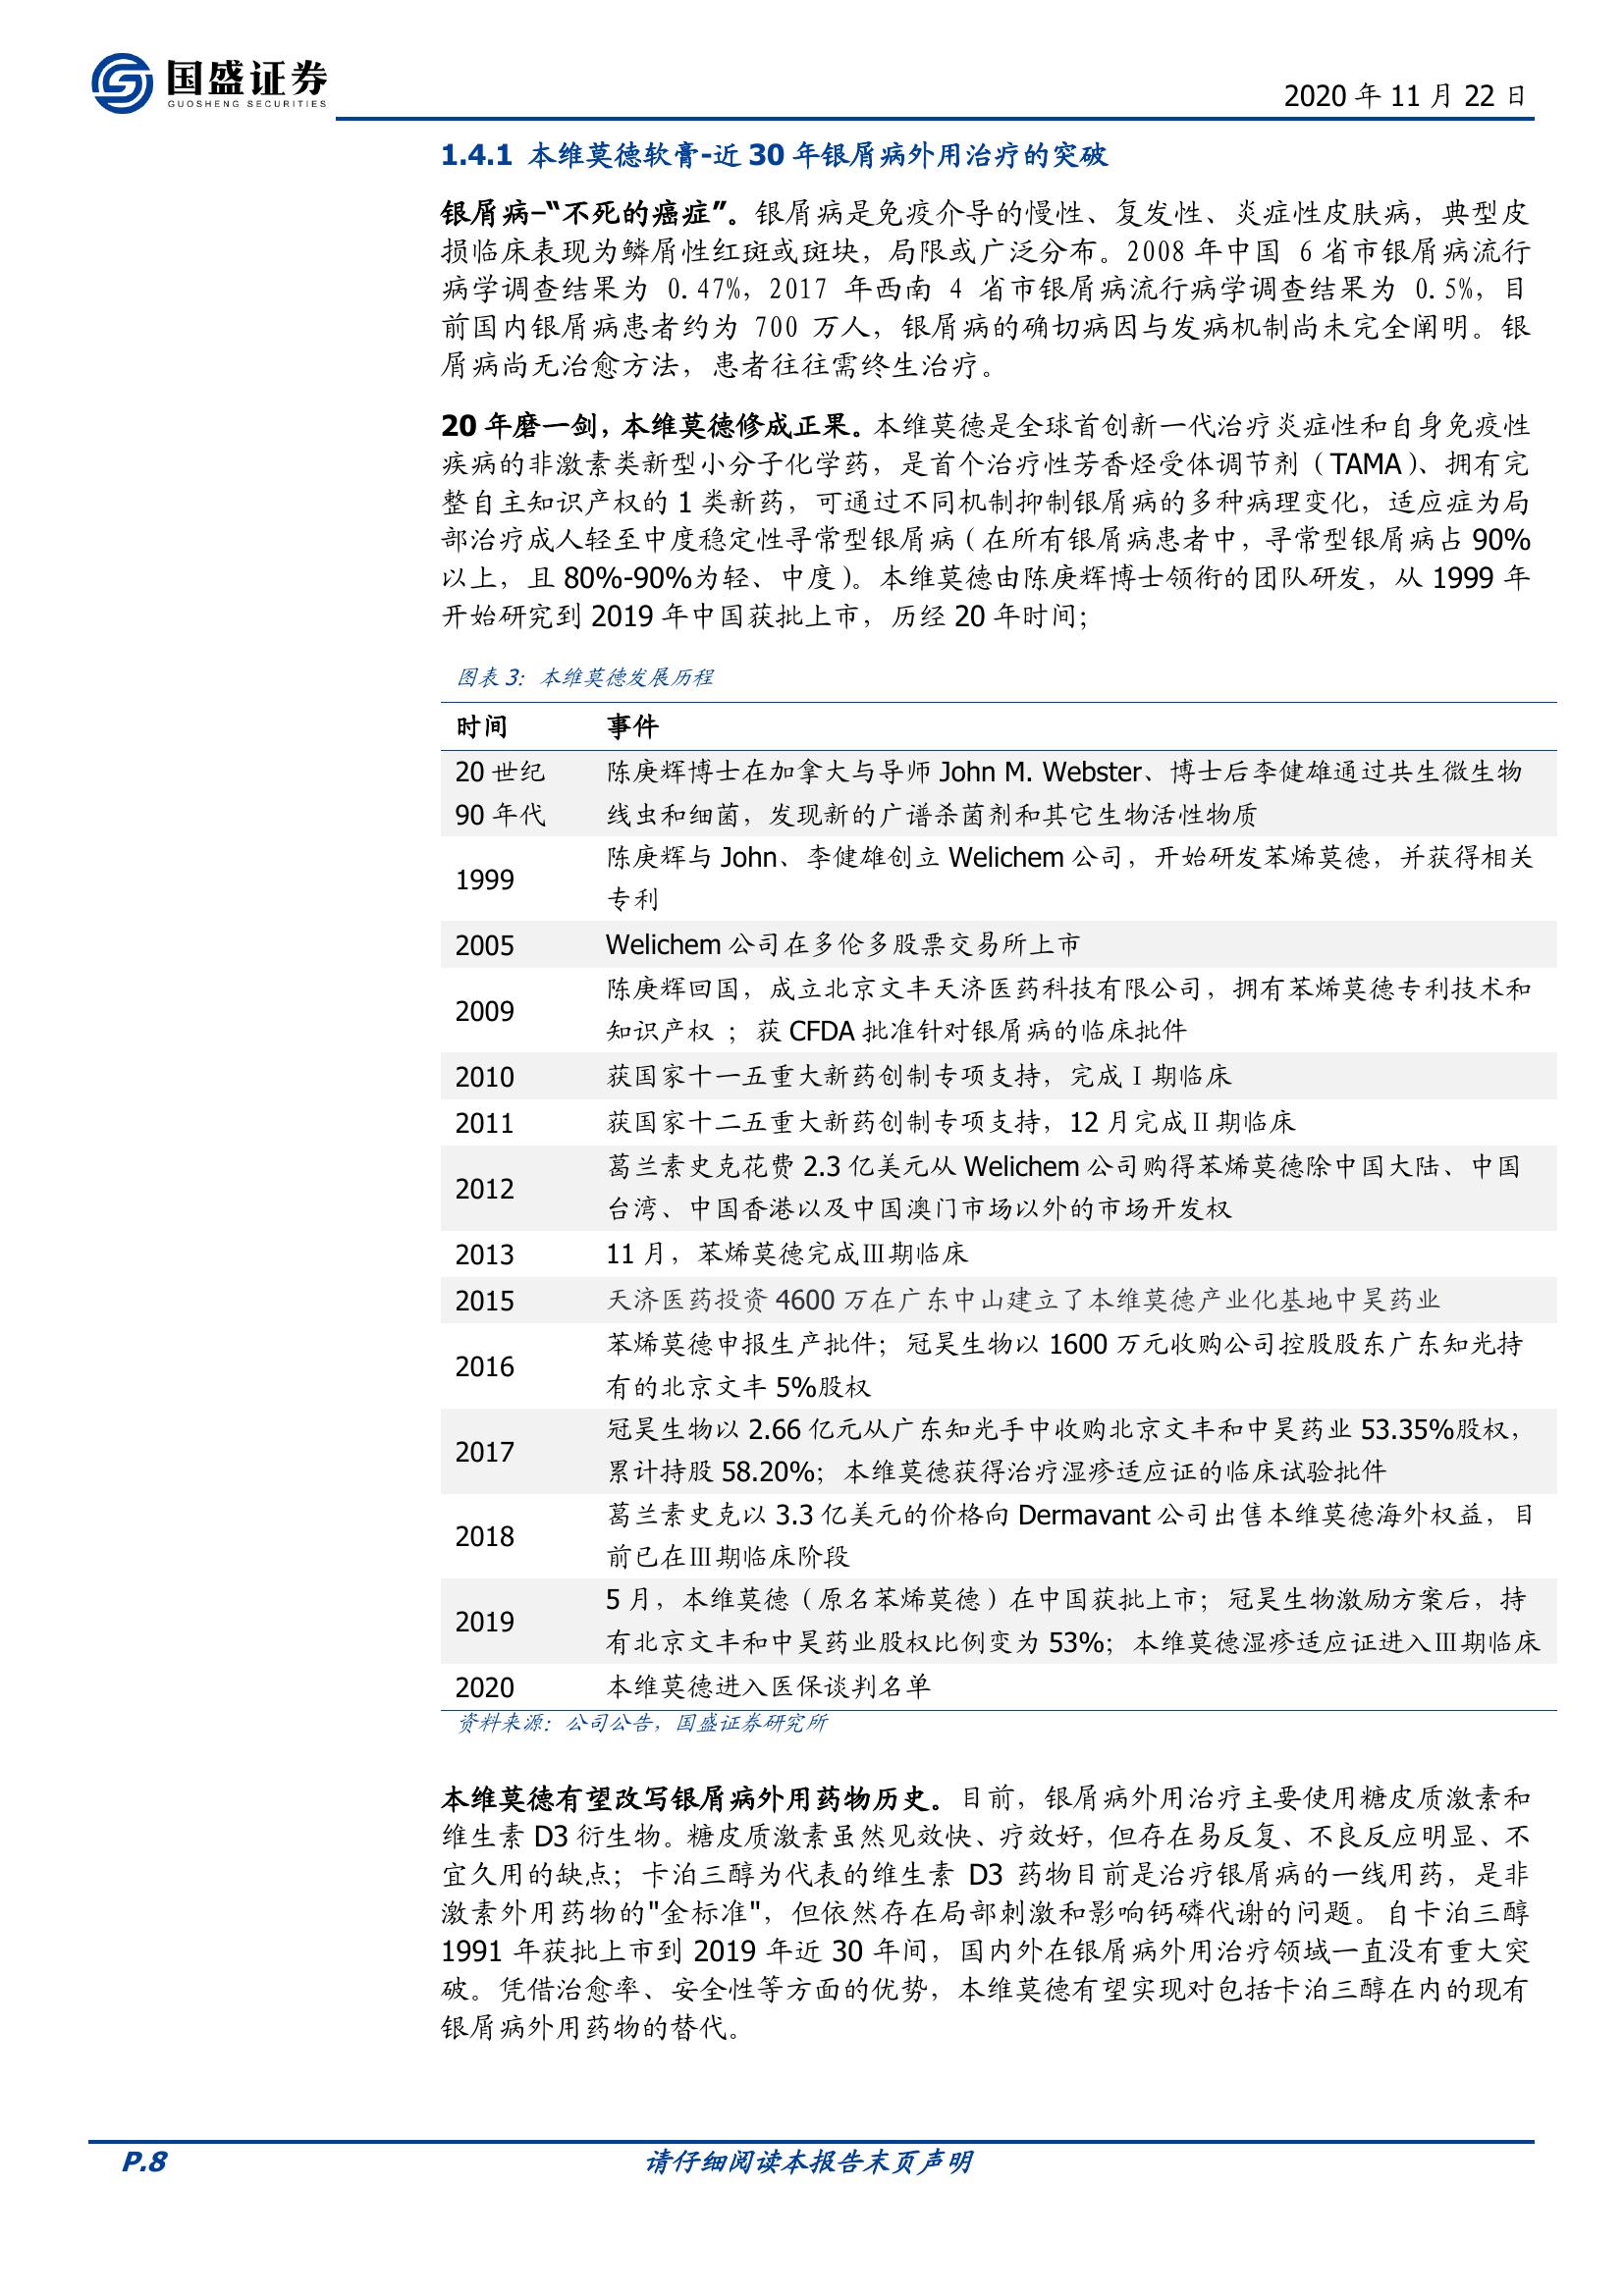 国盛证券
GUOSHENG SECURITIES
2020 年 11 月 22 日
1.4.1 本维莫德软膏-近 30 年银屑病外用治疗的突破
银屑病–“不死的癌症”。银屑病是免疫介导的慢性、复发性、炎症性皮肤病，典型皮
损临床表现为鳞屑性红斑或斑块，局限或广泛分布。2008 年中国 6 省市银屑病流行
病学调查结果为 0.47%，2017 年西南 4 省市银屑病流行病学调查结果为 0.5%，目
前国内银屑病患者约为 700 万人，银屑病的确切病因与发病机制尚未完全阐明。银
屑病尚无治愈方法，患者往往需终生治疗。
20 年磨一剑，本维莫德修成正果。本维莫德是全球首创新一代治疗炎症性和自身免疫性
疾病的非激素类新型小分子化学药，是首个治疗性芳香烃受体调节剂（TAMA）、拥有完
整自主知识产权的 1 类新药，可通过不同机制抑制银屑病的多种病理变化，适应症为局
部治疗成人轻至中度稳定性寻常型银屑病（在所有银屑病患者中，寻常型银屑病占 90%
以上，且 80%-90%为轻、中度）。本维莫德由陈庚辉博士领衔的团队研发，从 1999 年
开始研究到 2019 年中国获批上市，历经 20 年时间；
图表 3：本维莫德发展历程
时间 事件
20 世纪 陈庚辉博士在加拿大与导师 John M. Webster、博士后李健雄通过共生微生物
90 年代 线虫和细菌，发现新的广谱杀菌剂和其它生物活性物质
1999 陈庚辉与 John、李健雄创立 Welichem 公司，开始研发苯烯莫德，并获得相关
专利
2005 Welichem 公司在多伦多股票交易所上市
2009 陈庚辉回国，成立北京文丰天济医药科技有限公司，拥有苯烯莫德专利技术和
知识产权 ；获 CFDA 批准针对银屑病的临床批件
2010 获国家十一五重大新药创制专项支持，完成Ⅰ期临床
2011 获国家十二五重大新药创制专项支持，12 月完成Ⅱ期临床
2012 葛兰素史克花费 2.3 亿美元从 Welichem 公司购得苯烯莫德除中国大陆、中国
台湾、中国香港以及中国澳门市场以外的市场开发权
2013 11 月，苯烯莫德完成Ⅲ期临床
2015 天济医药投资 4600 万在广东中山建立了本维莫德产业化基地中昊药业
2016 苯烯莫德申报生产批件；冠昊生物以 1600 万元收购公司控股股东广东知光持
有的北京文丰 5%股权
2017 冠昊生物以 2.66 亿元从广东知光手中收购北京文丰和中昊药业 53.35%股权，
累计持股 58.20%；本维莫德获得治疗湿疹适应证的临床试验批件
2018 葛兰素史克以 3.3 亿美元的价格向 Dermavant 公司出售本维莫德海外权益，目
前已在Ⅲ期临床阶段
2019 5 月，本维莫德（原名苯烯莫德）在中国获批上市；冠昊生物激励方案后，持
有北京文丰和中昊药业股权比例变为 53%；本维莫德湿疹适应证进入Ⅲ期临床
2020 本维莫德进入医保谈判名单
资料来源：公司公告，国盛证券研究所
本维莫德有望改写银屑病外用药物历史。目前，银屑病外用治疗主要使用糖皮质激素和
维生素 D3 衍生物。糖皮质激素虽然见效快、疗效好，但存在易反复、不良反应明显、不
宜久用的缺点；卡泊三醇为代表的维生素 D3 药物目前是治疗银屑病的一线用药，是非
激素外用药物的"金标准"，但依然存在局部刺激和影响钙磷代谢的问题。自卡泊三醇
1991 年获批上市到 2019 年近 30 年间，国内外在银屑病外用治疗领域一直没有重大突
破。凭借治愈率、安全性等方面的优势，本维莫德有望实现对包括卡泊三醇在内的现有
银屑病外用药物的替代。
P.8 请仔细阅读本报告末页声明